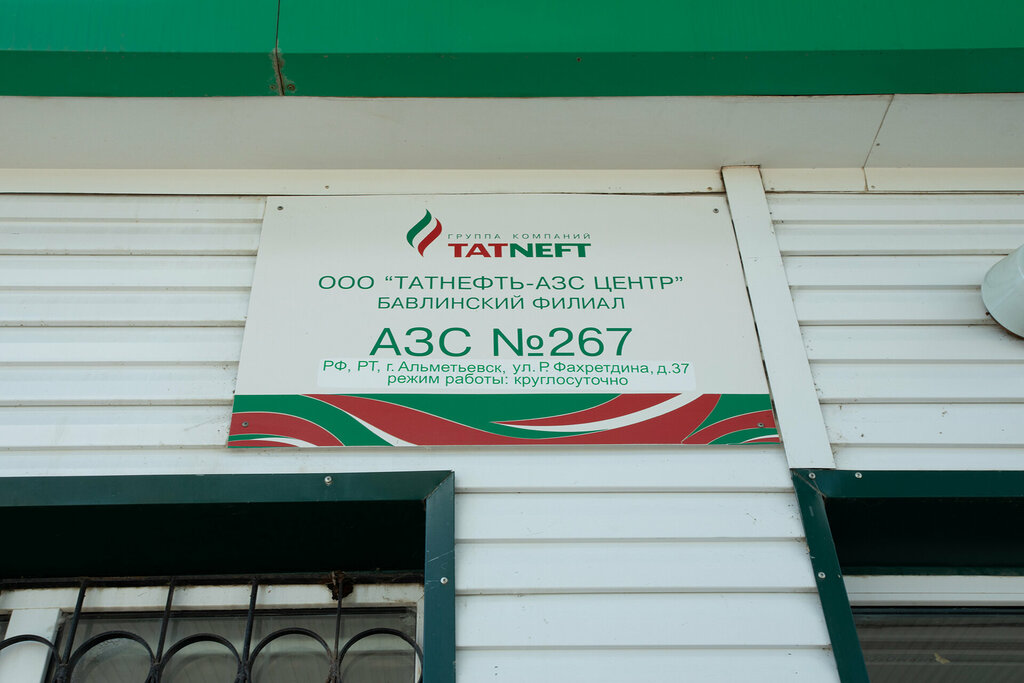 ГРУППА КОМПАНИЙ
TATNEFT
ООО “ТАТНЕФТЬ-АЗС ЦЕНТР”
БАВЛИНСКИЙ ФИЛИАЛ
АЗС №267
РФ, РТ, г. Альметьевск, ул. Р. Фахретдина, д.37
режим работы: круглосуточно